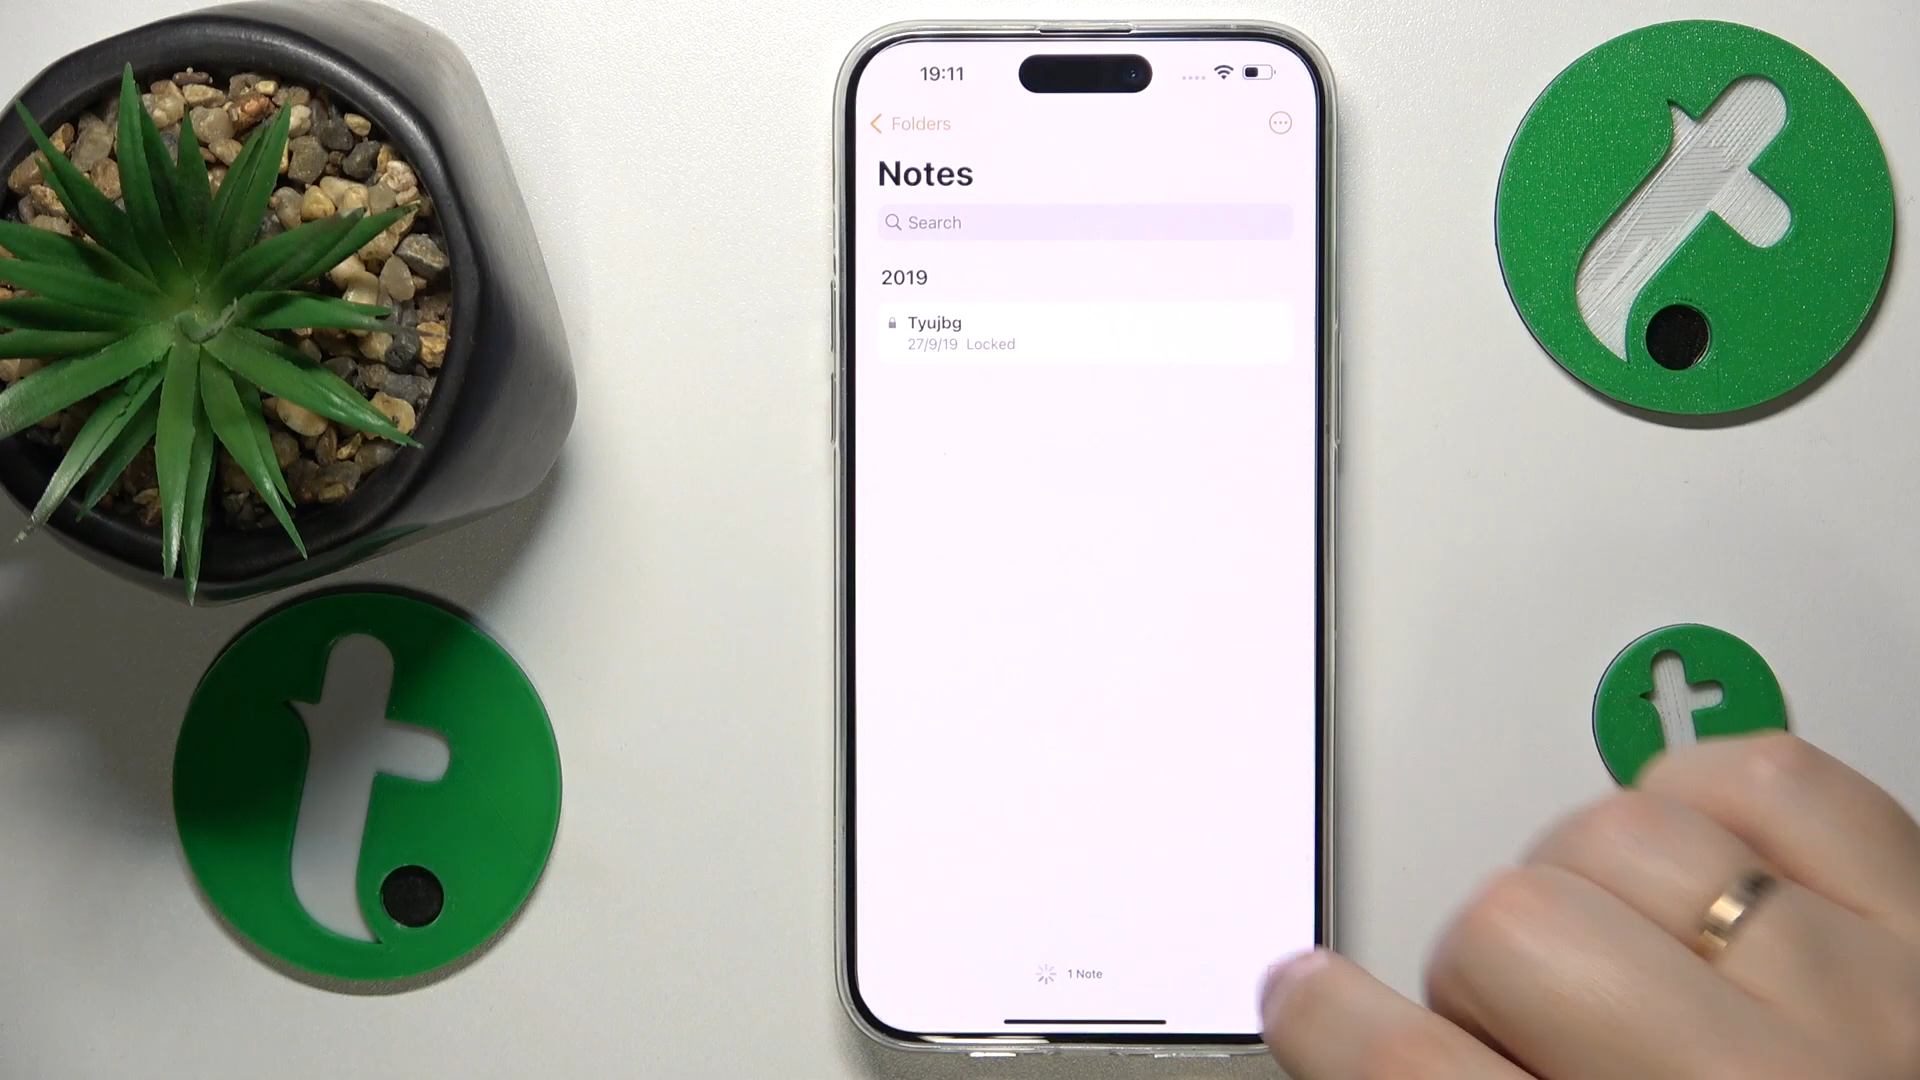 19:11
Folders
Notes
Search
2019
Tyujbg
27/9/19 Locked
1 Note